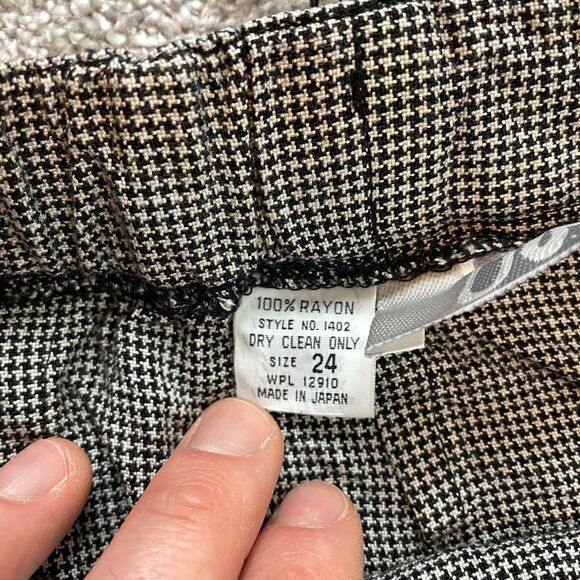 100% RAYON
STYLE NO. 1402
DRY CLEAN ONLY
SIZE 24
WPL 12910
MADE IN JAPAN